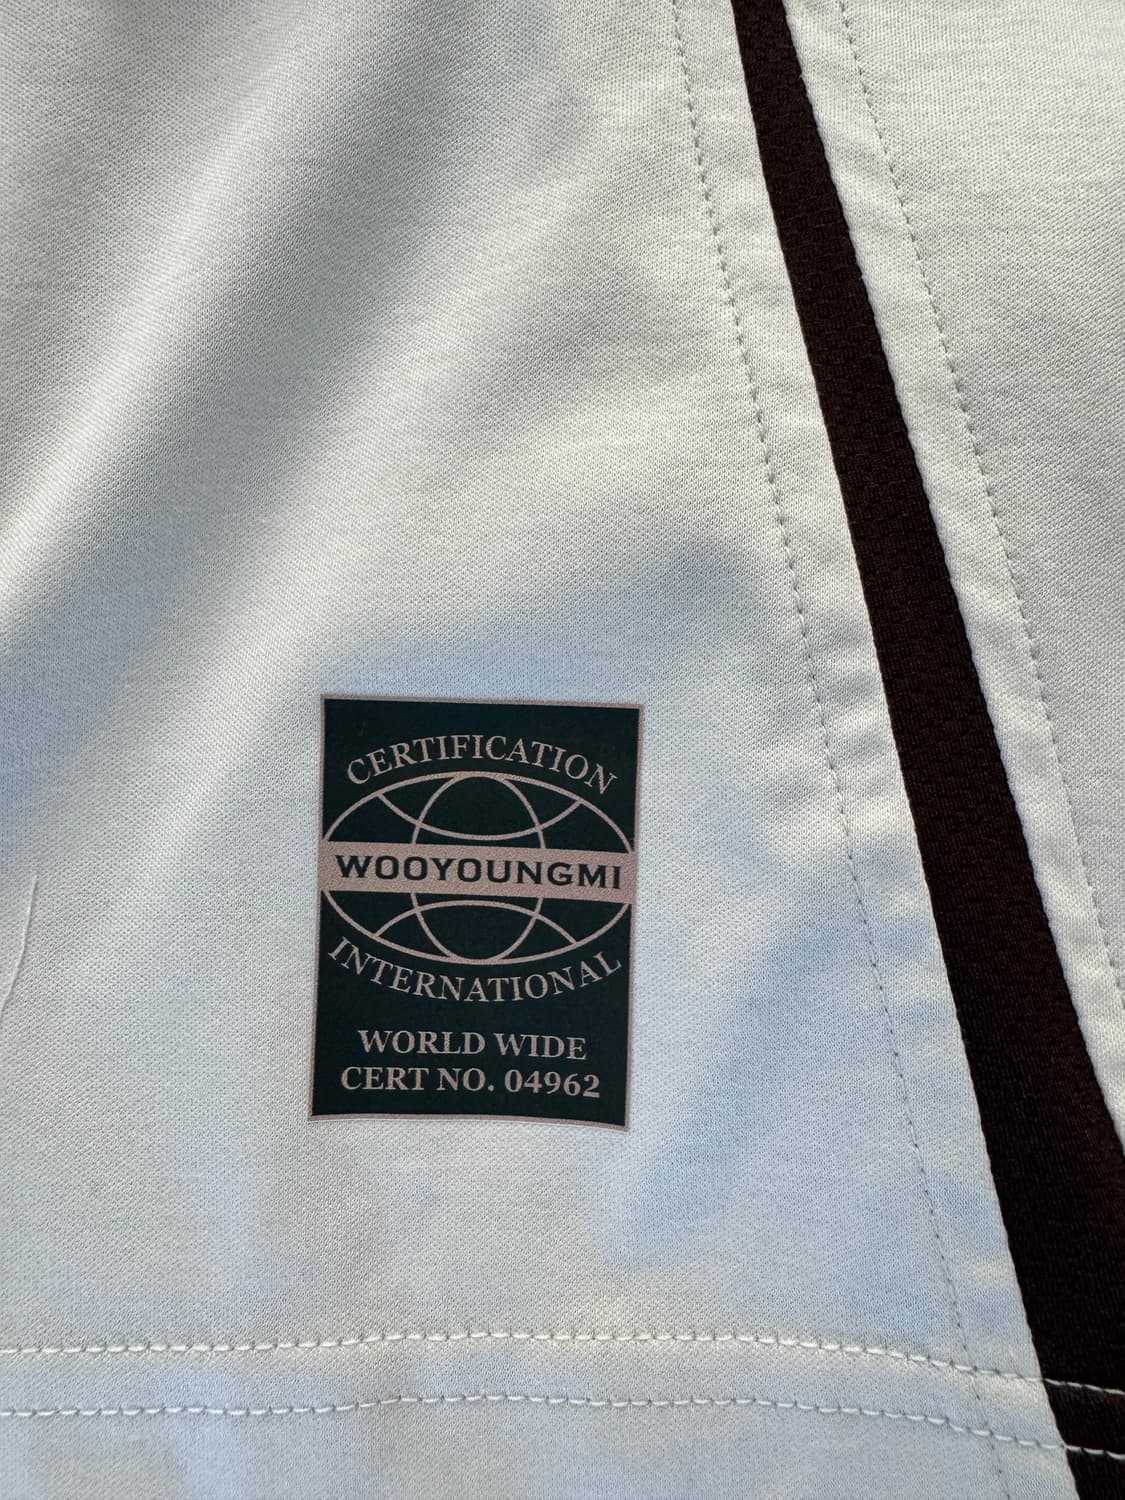 CERTIFICATION
WOOYOUNGMI
INTERNATIONAL
WORLD WIDE
CERT NO. 04962